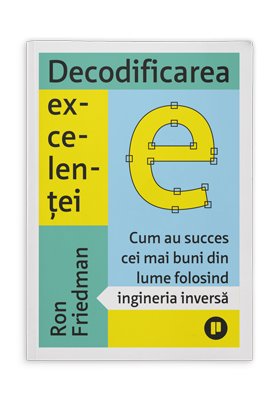 Decodificarea
ex-
ce-
len-
ței
e
Cum au succes
cei mai buni din
lume folosind
ingineria inversă
Ron
Friedman